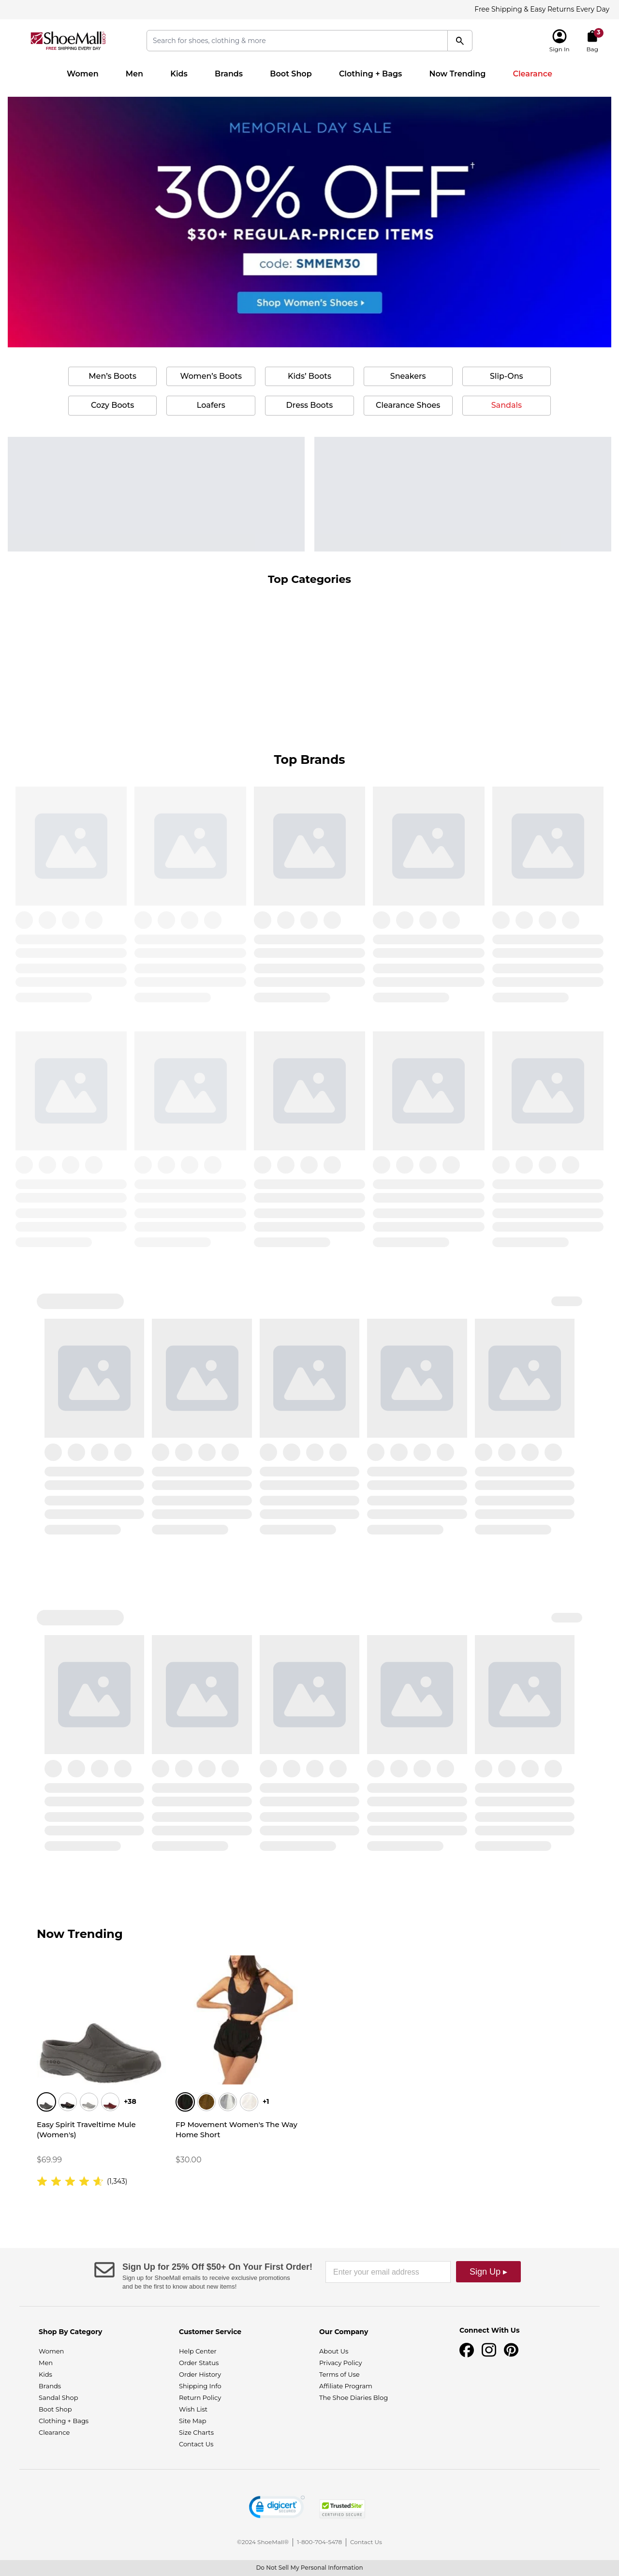 Free Shipping & Easy Returns Every Day
ShoeMall
FREE SHIPPING EVERY DAY
Search for shoes, clothing & more
Sign In
3
Bag
Women
Men
Kids
Brands
Boot Shop
Clothing + Bags
Now Trending
Clearance
MEMORIAL DAY SALE
30% OFF†
$30+ REGULAR-PRICED ITEMS
code: SMMEM30
Shop Women's Shoes
Men's Boots
Women's Boots
Kids' Boots
Sneakers
Slip-Ons
Cozy Boots
Loafers
Dress Boots
Clearance Shoes
Sandals
Top Categories
Top Brands
Now Trending
+38
Easy Spirit Traveltime Mule
(Women's)
$69.99
(1,343)
+1
FP Movement Women's The Way
Home Short
$30.00
Sign Up for 25% Off $50+ On Your First Order!
Sign up for ShoeMall emails to receive exclusive promotions
and be the first to know about new items!
Enter your email address
Sign Up ▸
Shop By Category
Women
Men
Kids
Brands
Sandal Shop
Boot Shop
Clothing + Bags
Clearance
Customer Service
Help Center
Order Status
Order History
Shipping Info
Return Policy
Wish List
Site Map
Size Charts
Contact Us
Our Company
About Us
Privacy Policy
Terms of Use
Affiliate Program
The Shoe Diaries Blog
Connect With Us
digicert
SECURED
TrustedSite
CERTIFIED SECURE
©2024 ShoeMall®
1-800-704-5478
Contact Us
Do Not Sell My Personal Information